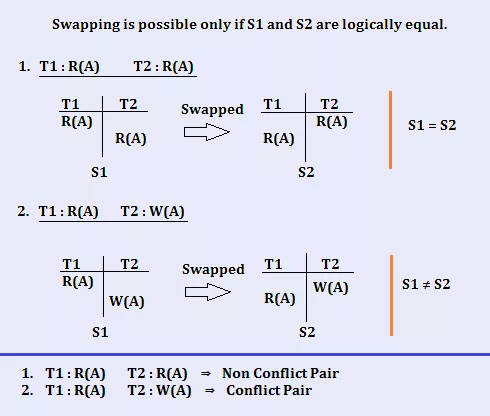 Swapping is possible only if S1 and S2 are logically equal.
1. T1 : R(A) T2 : R(A)
T1 T2 Swapped T1 T2
R(A) R(A)
R(A) R(A) S1 = S2
S1 S2
2. T1 : R(A) T2 : W(A)
T1 T2 Swapped T1 T2
R(A) W(A) S1 ≠ S2
W(A) R(A)
S1 S2
1. T1 : R(A) T2 : R(A) ⇒ Non Conflict Pair
2. T1 : R(A) T2 : W(A) ⇒ Conflict Pair